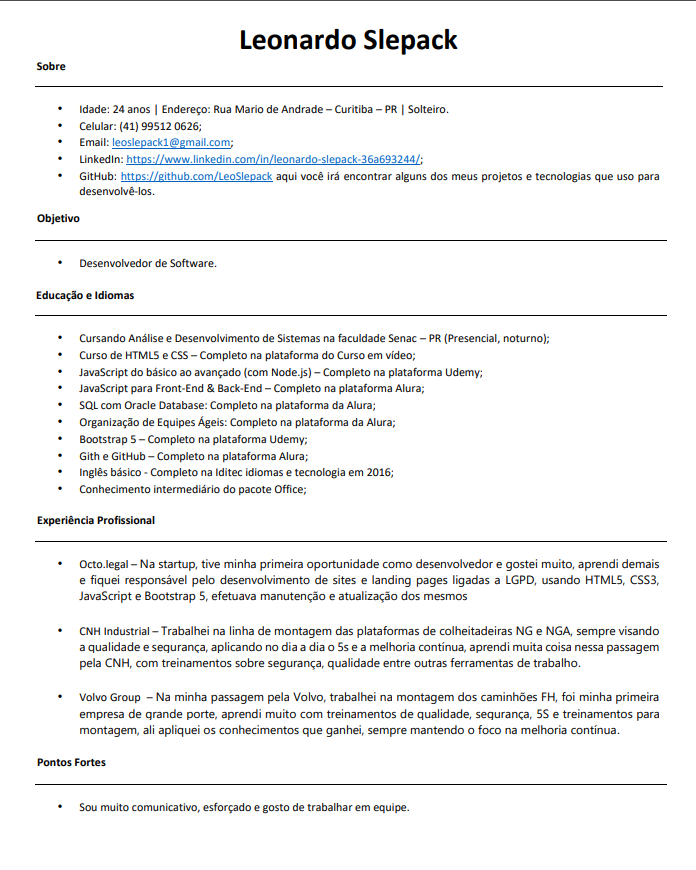 Leonardo Slepack
Sobre
• Idade: 24 anos | Endereço: Rua Mario de Andrade – Curitiba – PR | Solteiro.
• Celular: (41) 99512 0626;
• Email: leoslepack1@gmail.com;
• LinkedIn: https://www.linkedin.com/in/leonardo-slepack-36a693244/;
• GitHub: https://github.com/LeoSlepack aqui você irá encontrar alguns dos meus projetos e tecnologias que uso para
desenvolvê-los.
Objetivo
• Desenvolvedor de Software.
Educação e Idiomas
• Cursando Análise e Desenvolvimento de Sistemas na faculdade Senac – PR (Presencial, noturno);
• Curso de HTML5 e CSS – Completo na plataforma do Curso em vídeo;
• JavaScript do básico ao avançado (com Node.js) – Completo na plataforma Udemy;
• JavaScript para Front-End & Back-End – Completo na plataforma Alura;
• SQL com Oracle Database: Completo na plataforma da Alura;
• Organização de Equipes Ágeis: Completo na plataforma da Alura;
• Bootstrap 5 – Completo na plataforma Udemy;
• Gith e GitHub – Completo na plataforma Alura;
• Inglês básico - Completo na Iditec idiomas e tecnologia em 2016;
• Conhecimento intermediário do pacote Office;
Experiência Profissional
• Octo.legal – Na startup, tive minha primeira oportunidade como desenvolvedor e gostei muito, aprendi demais
e fiquei responsável pelo desenvolvimento de sites e landing pages ligadas a LGPD, usando HTML5, CSS3,
JavaScript e Bootstrap 5, efetuava manutenção e atualização dos mesmos
• CNH Industrial – Trabalhei na linha de montagem das plataformas de colheitadeiras NG e NGA, sempre visando
a qualidade e segurança, aplicando no dia a dia o 5s e a melhoria contínua, aprendi muita coisa nessa passagem
pela CNH, com treinamentos sobre segurança, qualidade entre outras ferramentas de trabalho.
• Volvo Group – Na minha passagem pela Volvo, trabalhei na montagem dos caminhões FH, foi minha primeira
empresa de grande porte, aprendi muito com treinamentos de qualidade, segurança, 5S e treinamentos para
montagem, ali apliquei os conhecimentos que ganhei, sempre mantendo o foco na melhoria contínua.
Pontos Fortes
• Sou muito comunicativo, esforçado e gosto de trabalhar em equipe.